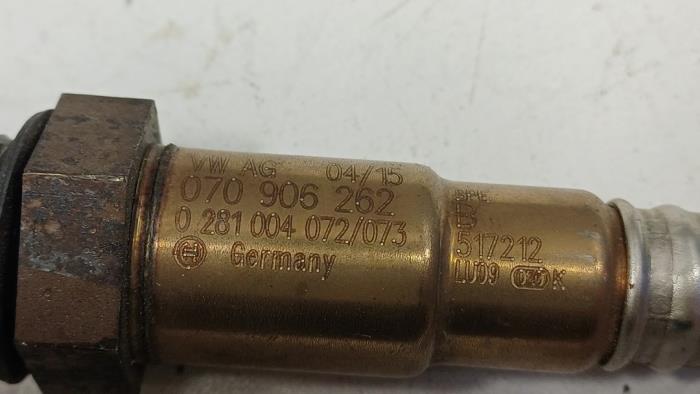 VW AG 04/15
070 906 262
0 281 004 072/073
Germany
517212
LU09 K